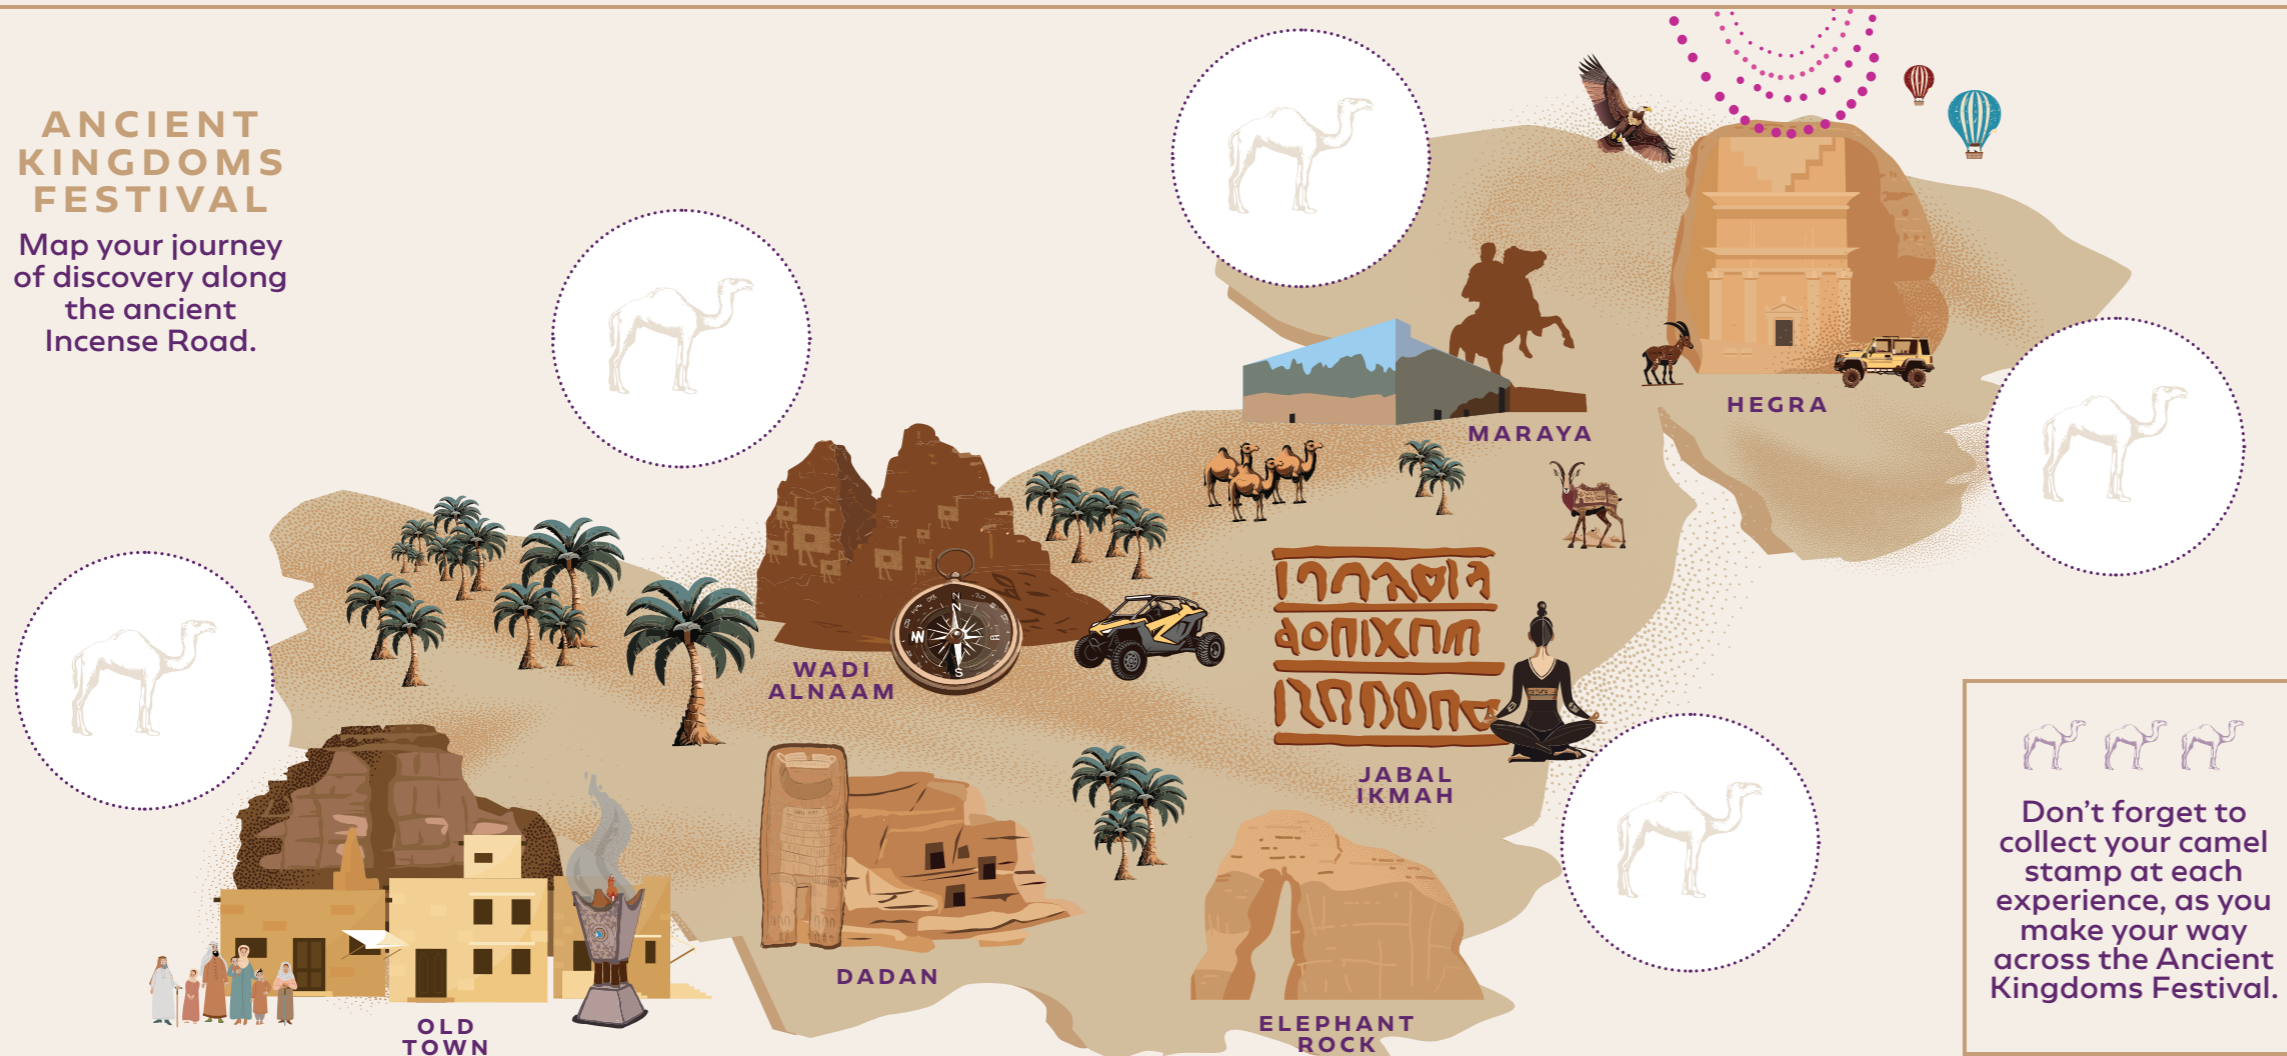 ANCIENT
KINGDOMS
FESTIVAL
Map your journey
of discovery along
the ancient
Incense Road.
HEGRA
MARAYA
WADI
ALNAAM
N
S
JABAL
IKMAH
DADAN
ELEPHANT
ROCK
OLD
TOWN
Don’t forget to
collect your camel
stamp at each
experience, as you
make your way
across the Ancient
Kingdoms Festival.